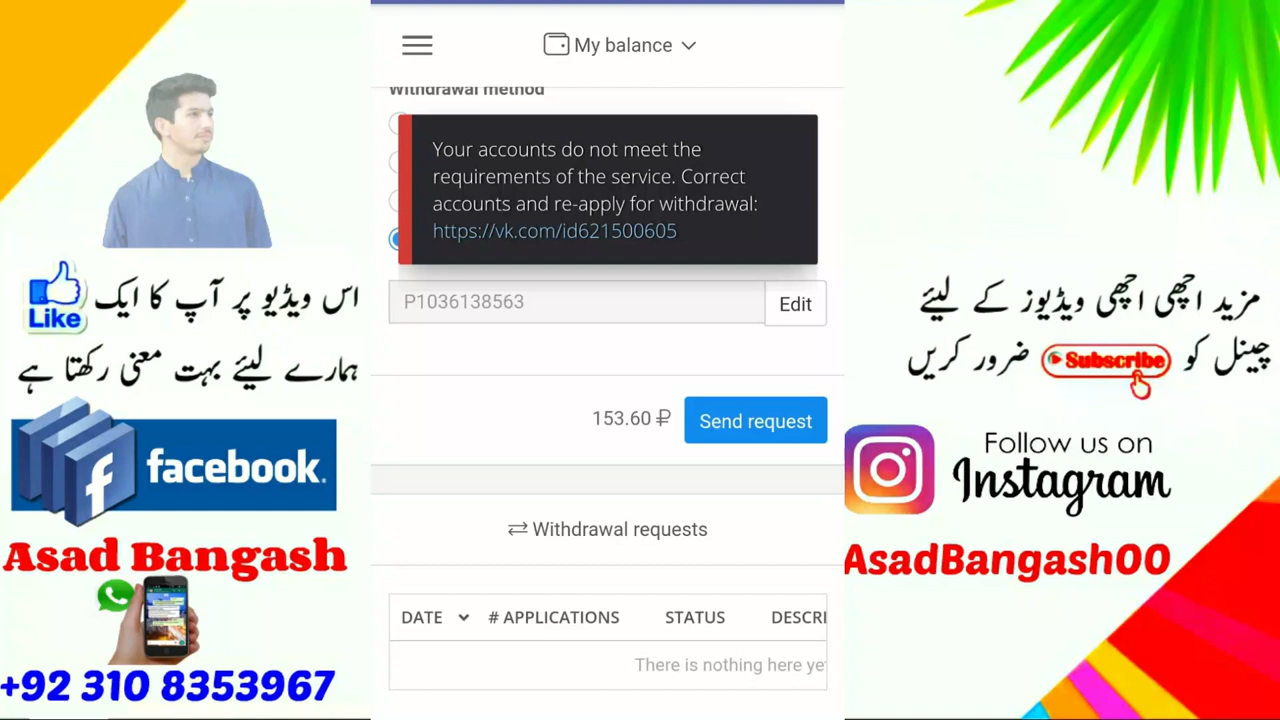 My balance
Withdrawal method
Your accounts do not meet the
requirements of the service. Correct
accounts and re-apply for withdrawal:
https://vk.com/id621500605
P1036138563
Edit
153.60 ₽
Send request
Withdrawal requests
DATE
# APPLICATIONS
STATUS
DESCRI
There is nothing here ye
اس ویڈیو پر آپ کا ایک
Like
ہمارے لیئے بہت معنی رکھتا ہے
f facebook.
Asad Bangash
+92 310 8353967
مزید اچھی اچھی ویڈیوز کے لیئے
چینل کو Subscribe ضرور کریں
Follow us on
Instagram
AsadBangash00